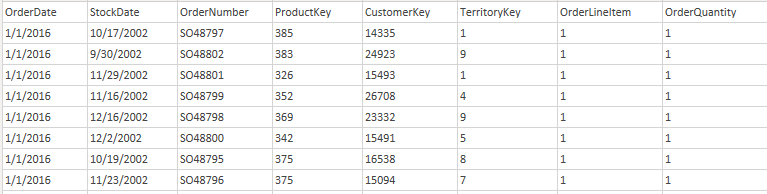 OrderDate StockDate OrderNumber ProductKey CustomerKey TerritoryKey OrderLineItem OrderQuantity
1/1/2016 10/17/2002 SO48797 385 14335 1 1 1
1/1/2016 9/30/2002 SO48802 383 24923 9 1 1
1/1/2016 11/29/2002 SO48801 326 15493 1 1 1
1/1/2016 11/16/2002 SO48799 352 26708 4 1 1
1/1/2016 12/16/2002 SO48798 369 23332 9 1 1
1/1/2016 12/2/2002 SO48800 342 15491 5 1 1
1/1/2016 10/19/2002 SO48795 375 16538 8 1 1
1/1/2016 11/23/2002 SO48796 375 15094 7 1 1